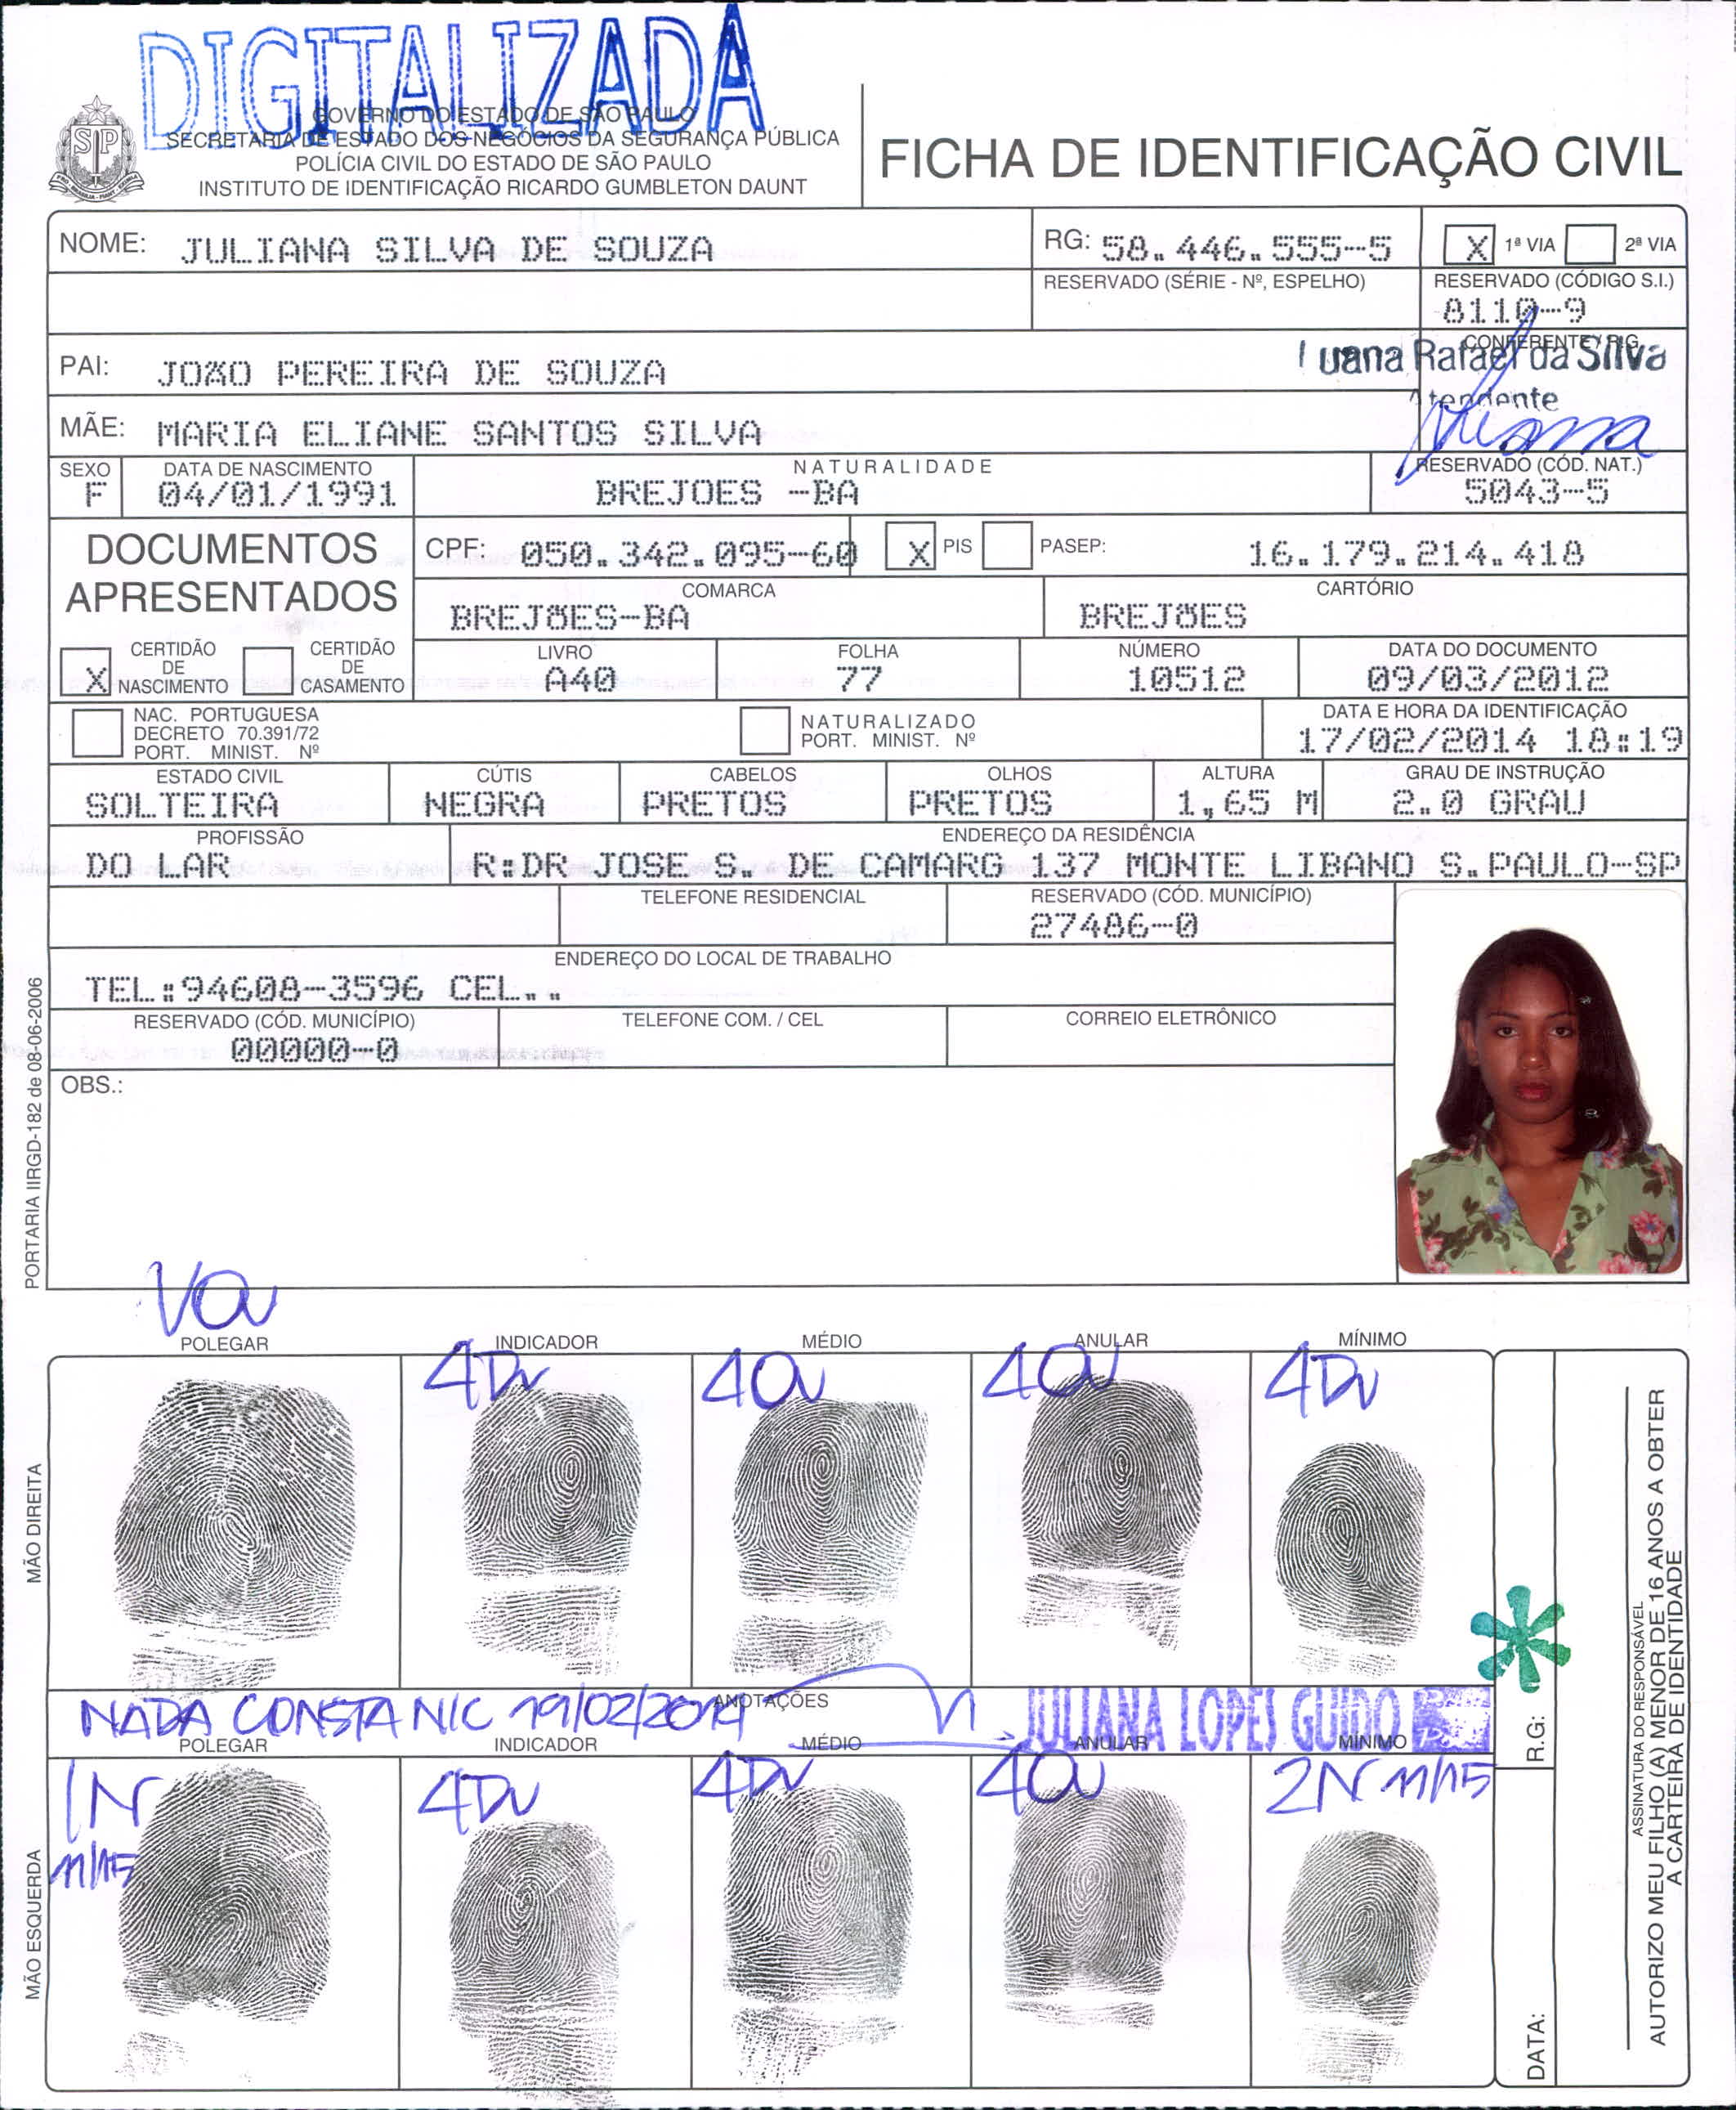 DIGITALIZADA
GOVERNO DO ESTADO DE SÃO PAULO
SECRETARIA DE ESTADO DOS NEGÓCIOS DA SEGURANÇA PÚBLICA
POLÍCIA CIVIL DO ESTADO DE SÃO PAULO
INSTITUTO DE IDENTIFICAÇÃO RICARDO GUMBLETON DAUNT
FICHA DE IDENTIFICAÇÃO CIVIL
NOME: JULIANA SILVA DE SOUZA
RG: 58.446.555-5
X 1ª VIA 2ª VIA
RESERVADO (SÉRIE - Nº, ESPELHO)
RESERVADO (CÓDIGO S.I.)
8110-9
PAI: JOÃO PEREIRA DE SOUZA
CONFERENTE / R.G.
Luana Rafael da Silva
Atendente
MÃE: MARIA ELIANE SANTOS SILVA
SEXO
F
DATA DE NASCIMENTO
04/01/1991
NATURALIDADE
BREJOES -BA
RESERVADO (CÓD. NAT.)
5043-5
DOCUMENTOS
APRESENTADOS
CPF: 050.342.095-60
X PIS PASEP: 16.179.214.418
COMARCA
BREJÕES-BA
CARTÓRIO
BREJÕES
X CERTIDÃO DE NASCIMENTO
CERTIDÃO DE CASAMENTO
LIVRO
A40
FOLHA
77
NÚMERO
10512
DATA DO DOCUMENTO
09/03/2012
NAC. PORTUGUESA
DECRETO 70.391/72
PORT. MINIST. Nº
NATURALIZADO
PORT. MINIST. Nº
DATA E HORA DA IDENTIFICAÇÃO
17/02/2014 18:19
ESTADO CIVIL
SOLTEIRA
CÚTIS
NEGRA
CABELOS
PRETOS
OLHOS
PRETOS
ALTURA
1,65 M
GRAU DE INSTRUÇÃO
2.0 GRAU
PROFISSÃO
DO LAR
ENDEREÇO DA RESIDÊNCIA
R:DR JOSE S. DE CAMARG 137 MONTE LIBANO S.PAULO-SP
TELEFONE RESIDENCIAL
RESERVADO (CÓD. MUNICÍPIO)
27486-0
ENDEREÇO DO LOCAL DE TRABALHO
TEL.:94608-3596 CEL..
RESERVADO (CÓD. MUNICÍPIO)
00000-0
TELEFONE COM. / CEL
CORREIO ELETRÔNICO
OBS.:
PORTARIA IIRGD-182 de 08-06-2006
POLEGAR INDICADOR MÉDIO ANULAR MÍNIMO
MÃO DIREITA
NADA CONSTA NIC 19/02/2014
ANOTAÇÕES
JULIANA LOPES GUIDO
POLEGAR INDICADOR MÉDIO ANULAR MÍNIMO
1N
11/15
2N 11/15
MÃO ESQUERDA
R.G:
DATA:
ASSINATURA DO RESPONSÁVEL
AUTORIZO MEU FILHO (A) MENOR DE 16 ANOS A OBTER
A CARTEIRA DE IDENTIDADE